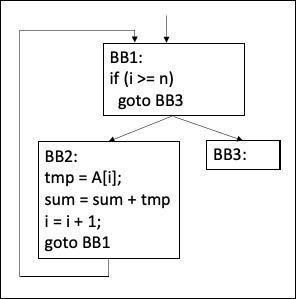 BB1:
if (i >= n)
goto BB3
BB2:
tmp = A[i];
sum = sum + tmp
i = i + 1;
goto BB1
BB3: